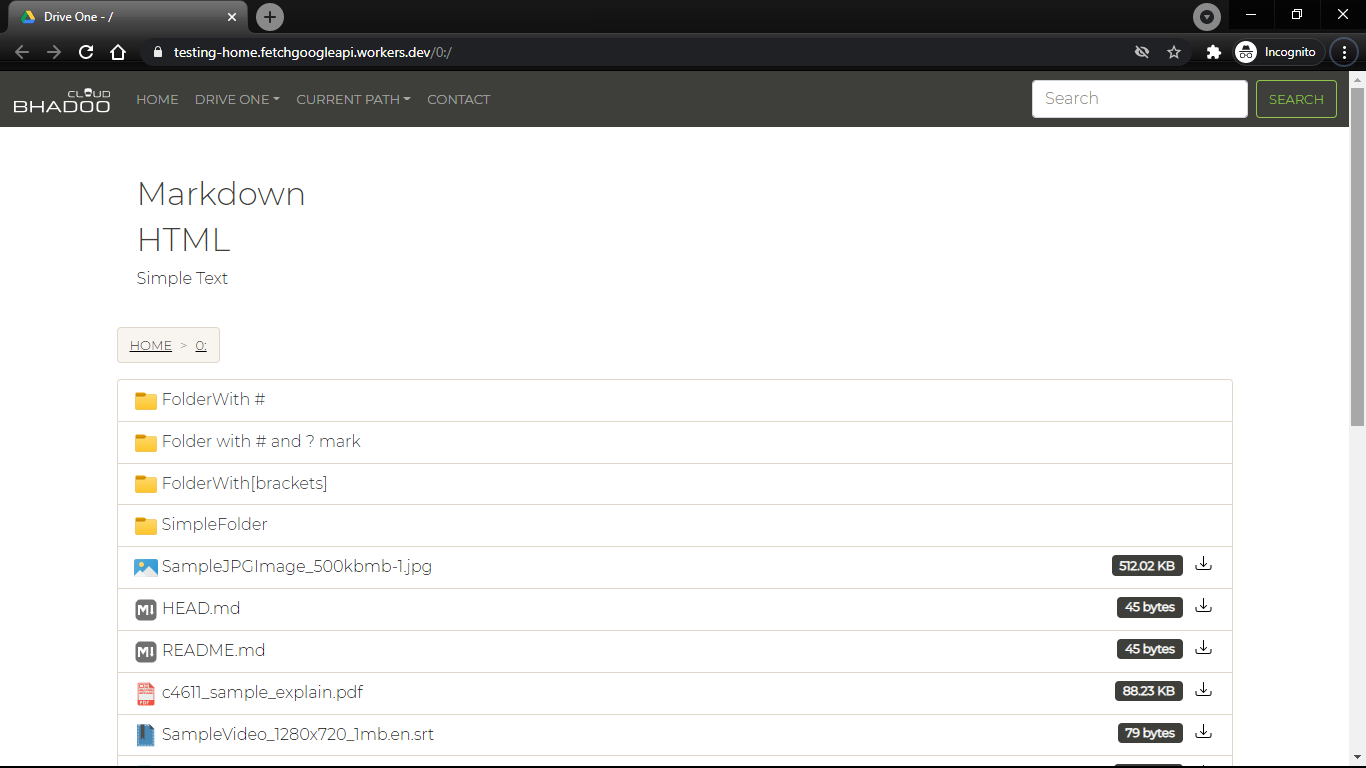 Drive One - /
testing-home.fetchgoogleapi.workers.dev/0:/
Incognito
CLOUD
BHADOO
HOME
DRIVE ONE
CURRENT PATH
CONTACT
Search
SEARCH
Markdown
HTML
Simple Text
HOME > 0:
FolderWith #
Folder with # and ? mark
FolderWith[brackets]
SimpleFolder
SampleJPGImage_500kbmb-1.jpg 512.02 KB
HEAD.md 45 bytes
README.md 45 bytes
PDF c4611_sample_explain.pdf 88.23 KB
SampleVideo_1280x720_1mb.en.srt 79 bytes